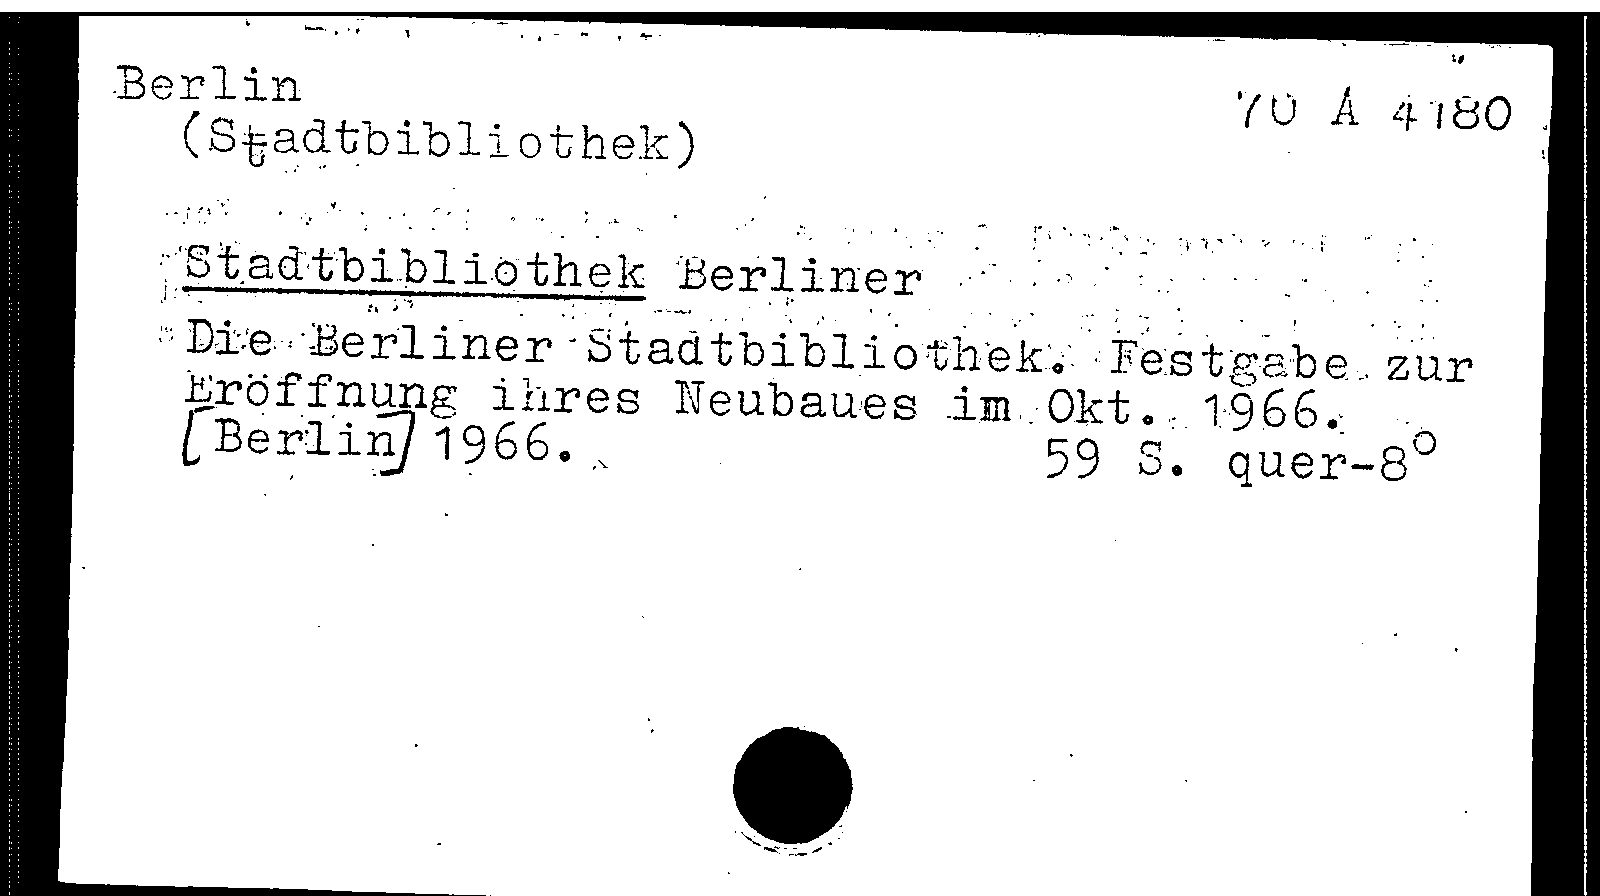 Berlin
70 A 4180
(Stadtbibliothek)
Stadtbibliothek Berliner
Die Berliner Stadtbibliothek. Festgabe zur
Eröffnung ihres Neubaues im Okt. 1966.
[Berlin] 1966.
59 S. quer-8°